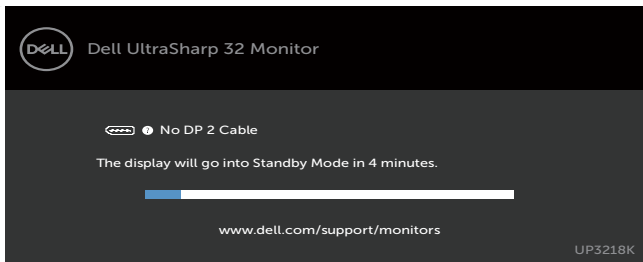 DELL Dell UltraSharp 32 Monitor
No DP 2 Cable
The display will go into Standby Mode in 4 minutes.
www.dell.com/support/monitors
UP3218K